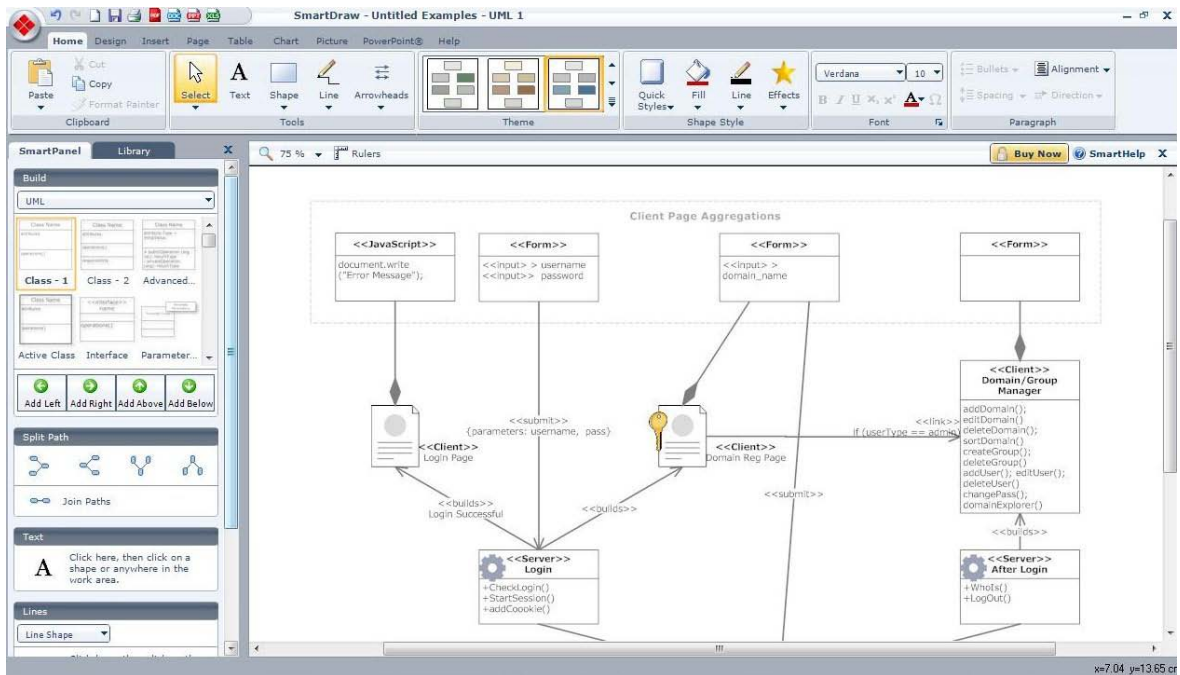 SmartDraw - Untitled Examples - UML 1
Home Design Insert Page Table Chart Picture PowerPoint® Help
Paste
Cut
Copy
Format Painter
Clipboard
Select
Text
Shape
Line
Arrowheads
Tools
Theme
Quick Styles
Fill
Line
Effects
Shape Style
Verdana 10
B I U
Font
Bullets
Alignment
Spacing
Direction
Paragraph
SmartPanel Library X
75 % Rulers
Buy Now SmartHelp X
Build
UML
Class - 1 Class - 2 Advanced...
Active Class Interface Parameter...
Add Left Add Right Add Above Add Below
Split Path
Join Paths
Text
A
Click here, then click on a
shape or anywhere in the
work area.
Lines
Line Shape
Client Page Aggregations
<<JavaScript>>
document.write
("Error Message");
<<Form>>
<<input> > username
<<input>> password
<<Form>>
<<input> >
domain_name
<<Form>>
<<submit>>
{parameters: username, pass}
<<Client>>
Login Page
<<Client>>
Domain Reg Page
<<link>>
if (userType == admin)
<<Client>>
Domain/Group
Manager
addDomain();
editDomain()
deleteDomain();
sortDomain()
createGroup();
deleteGroup()
addUser(); editUser();
deleteUser()
changePass();
domainExplorer()
<<builds>>
Login Successful
<<builds>>
<<submit>>
<<builds>>
<<Server>>
Login
+CheckLogin()
+StartSession()
+addCoookie()
<<Server>>
After Login
+WhoIs()
+LogOut()
x=7.04 y=13.65 cr